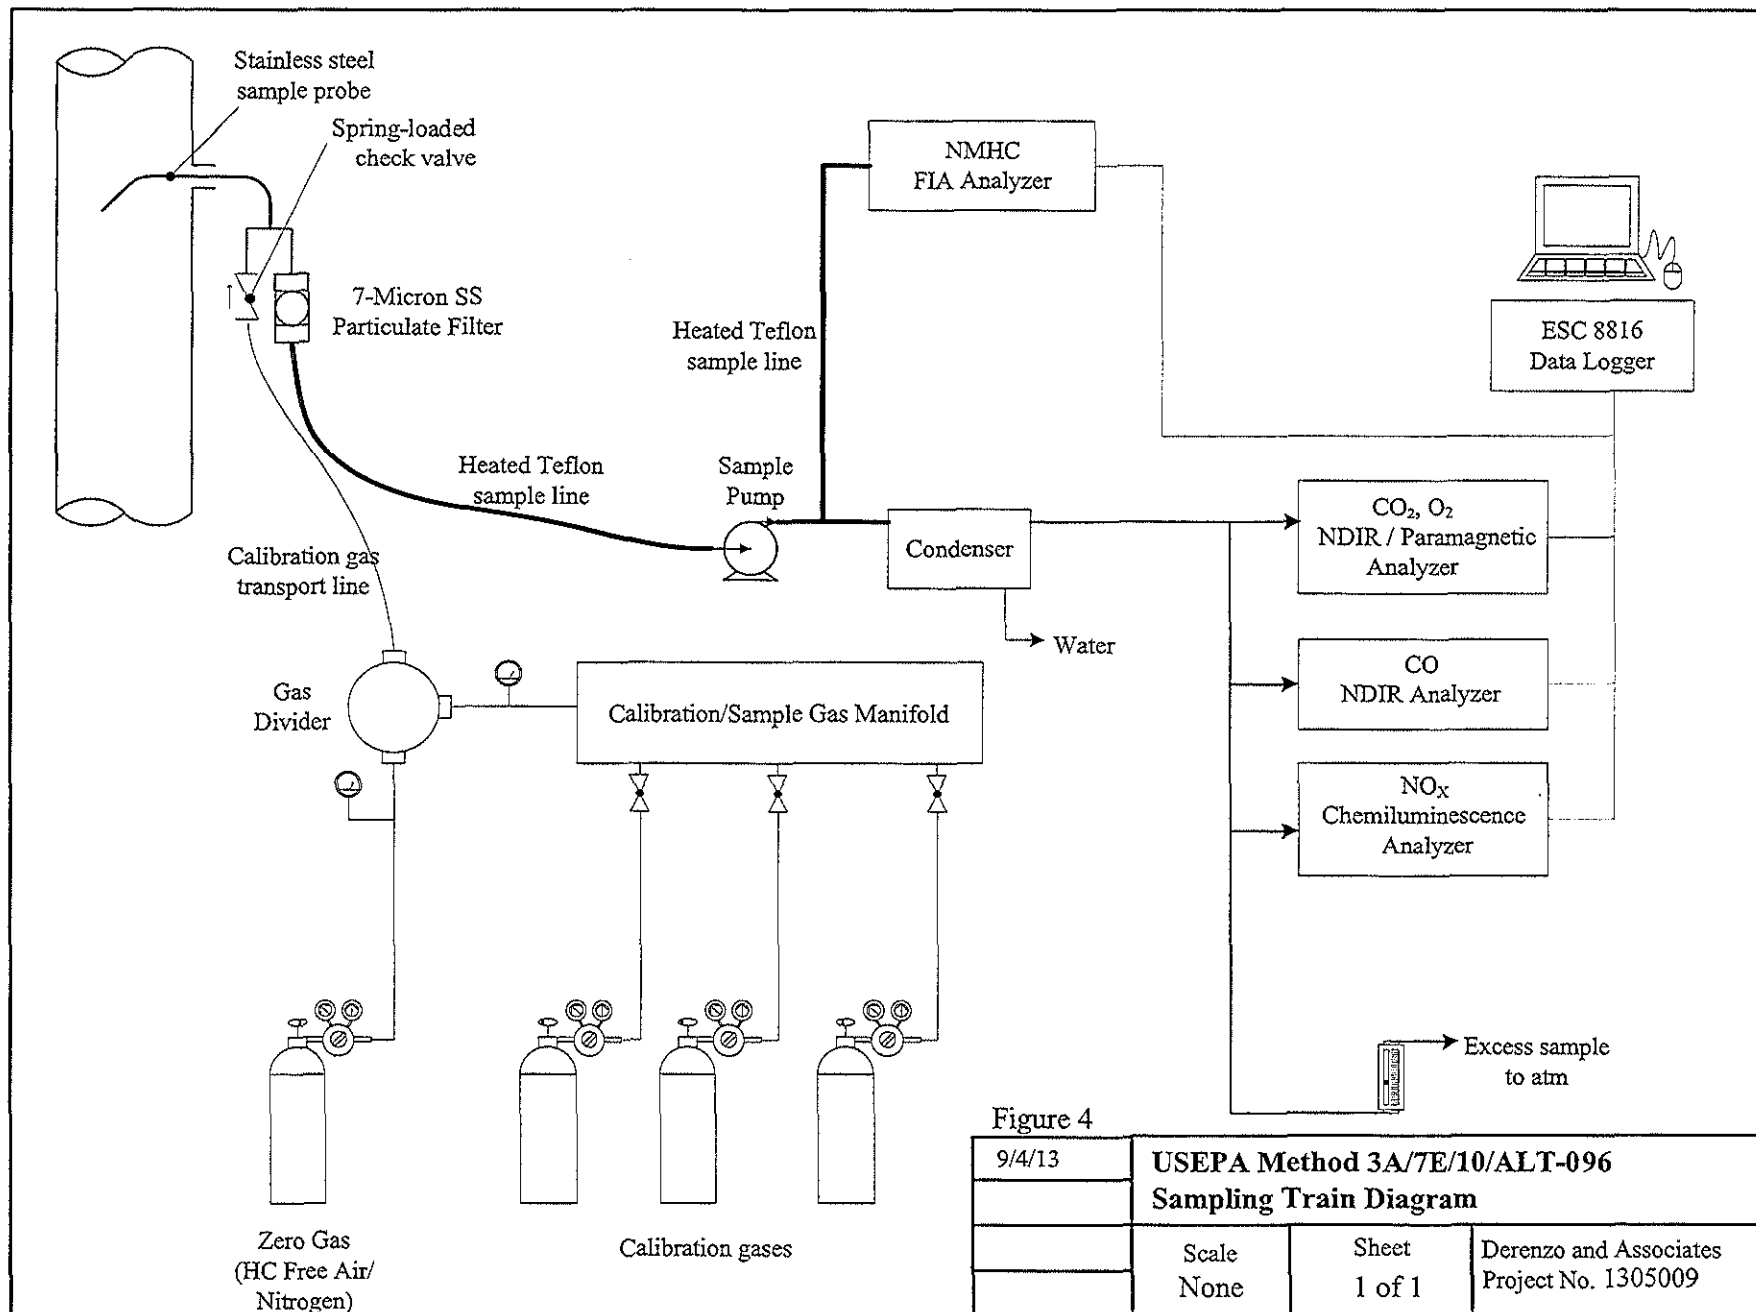 Stainless steel
sample probe
Spring-loaded
check valve
7-Micron SS
Particulate Filter
Heated Teflon
sample line
NMHC
FIA Analyzer
ESC 8816
Data Logger
Heated Teflon
sample line
Sample
Pump
Condenser
Water
CO₂, O₂
NDIR / Paramagnetic
Analyzer
CO
NDIR Analyzer
NOX
Chemiluminescence
Analyzer
Calibration gas
transport line
Gas
Divider
Calibration/Sample Gas Manifold
Excess sample
to atm
Zero Gas
(HC Free Air/
Nitrogen)
Calibration gases
Figure 4
9/4/13
USEPA Method 3A/7E/10/ALT-096
Sampling Train Diagram
Scale
None
Sheet
1 of 1
Derenzo and Associates
Project No. 1305009